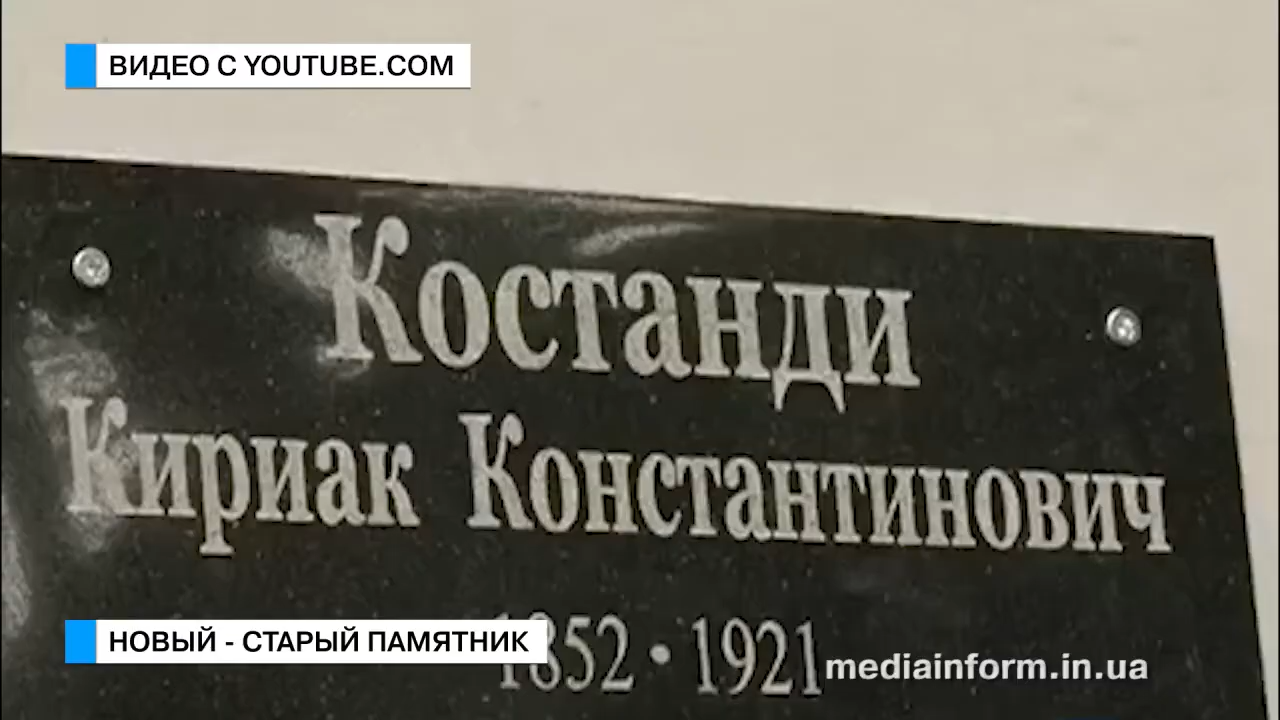 ВИДЕО С YOUTUBE.COM
Костанди
Кириак Константинович
1852 • 1921
НОВЫЙ - СТАРЫЙ ПАМЯТНИК
mediainform.in.ua